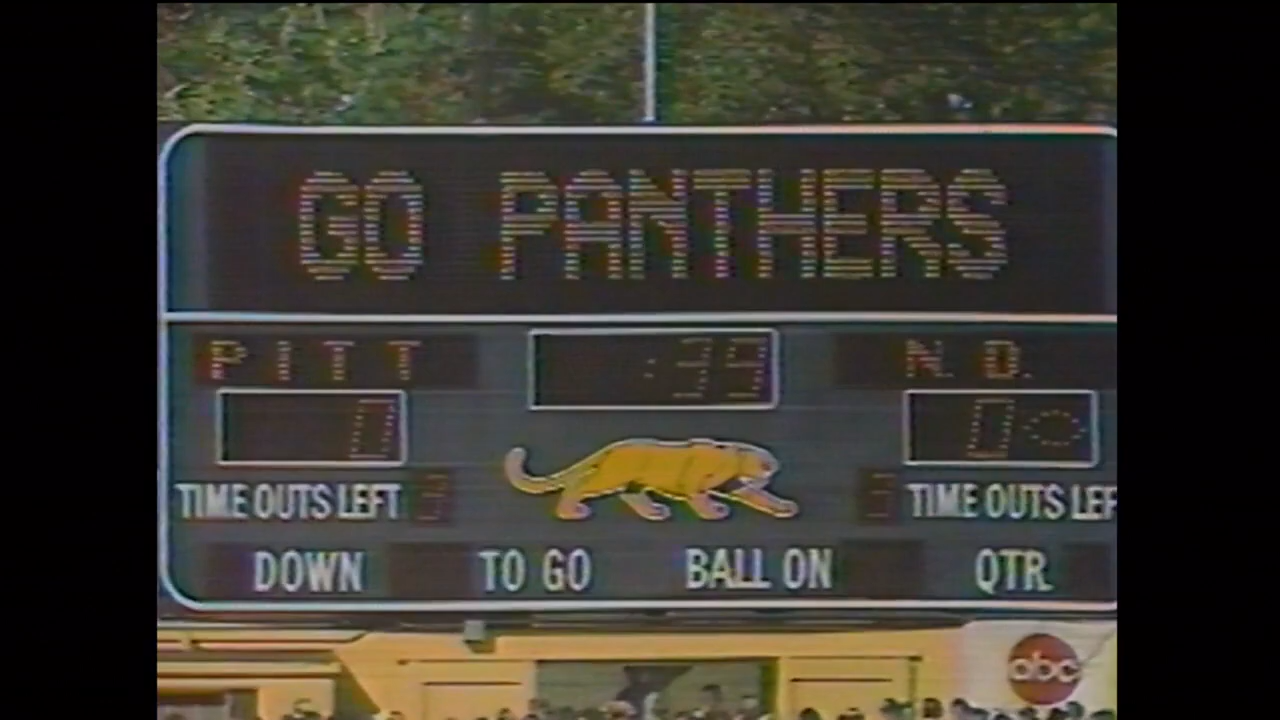 GO PANTHERS
PITT :39 N.D.
0 0
TIME OUTS LEFT TIME OUTS LEF
DOWN TO GO BALL ON QTR.
abc